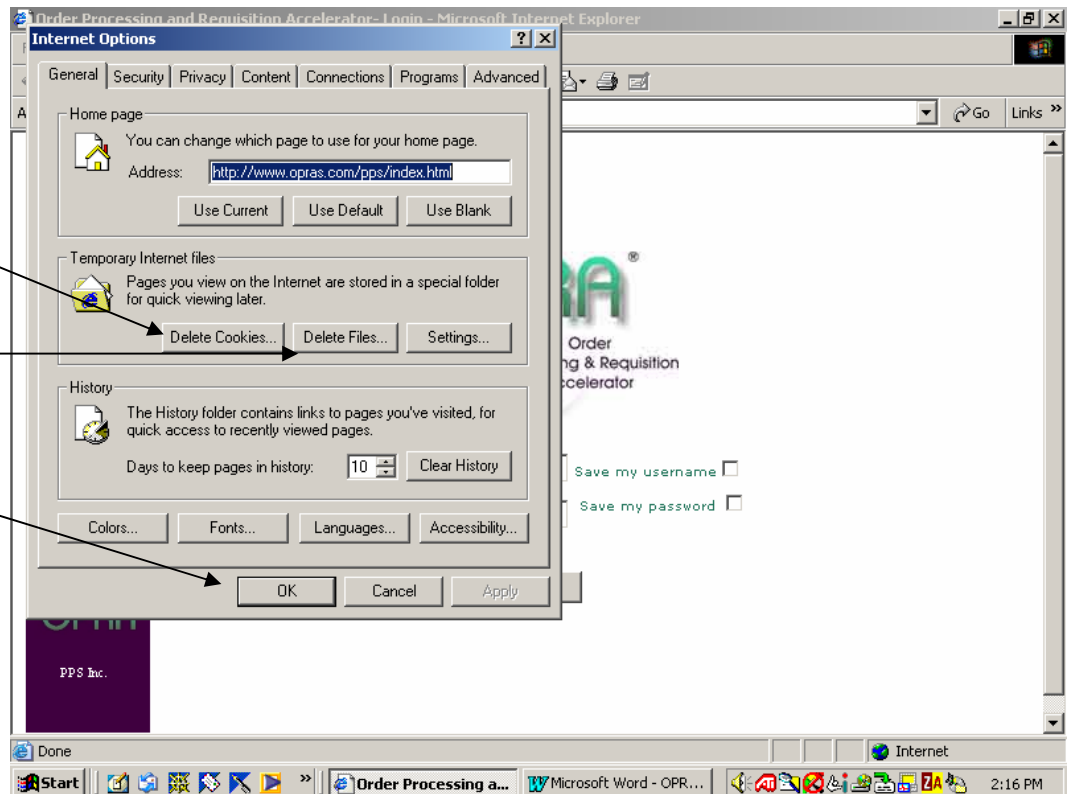 Order Processing and Requisition Accelerator- Login - Microsoft Internet Explorer
Internet Options
General Security Privacy Content Connections Programs Advanced
Go Links »
Home page
You can change which page to use for your home page.
Address: http://www.opras.com/pps/index.html
Use Current Use Default Use Blank
Temporary Internet files
Pages you view on the Internet are stored in a special folder
for quick viewing later.
Delete Cookies... Delete Files... Settings...
®
RA
Order
ng & Requisition
ccelerator
History
The History folder contains links to pages you've visited, for
quick access to recently viewed pages.
Days to keep pages in history: 10 Clear History
Save my username
Save my password
Colors... Fonts... Languages... Accessibility...
OK Cancel Apply
PPS Inc.
Done Internet
Start » Order Processing a... Microsoft Word - OPR... 2:16 PM